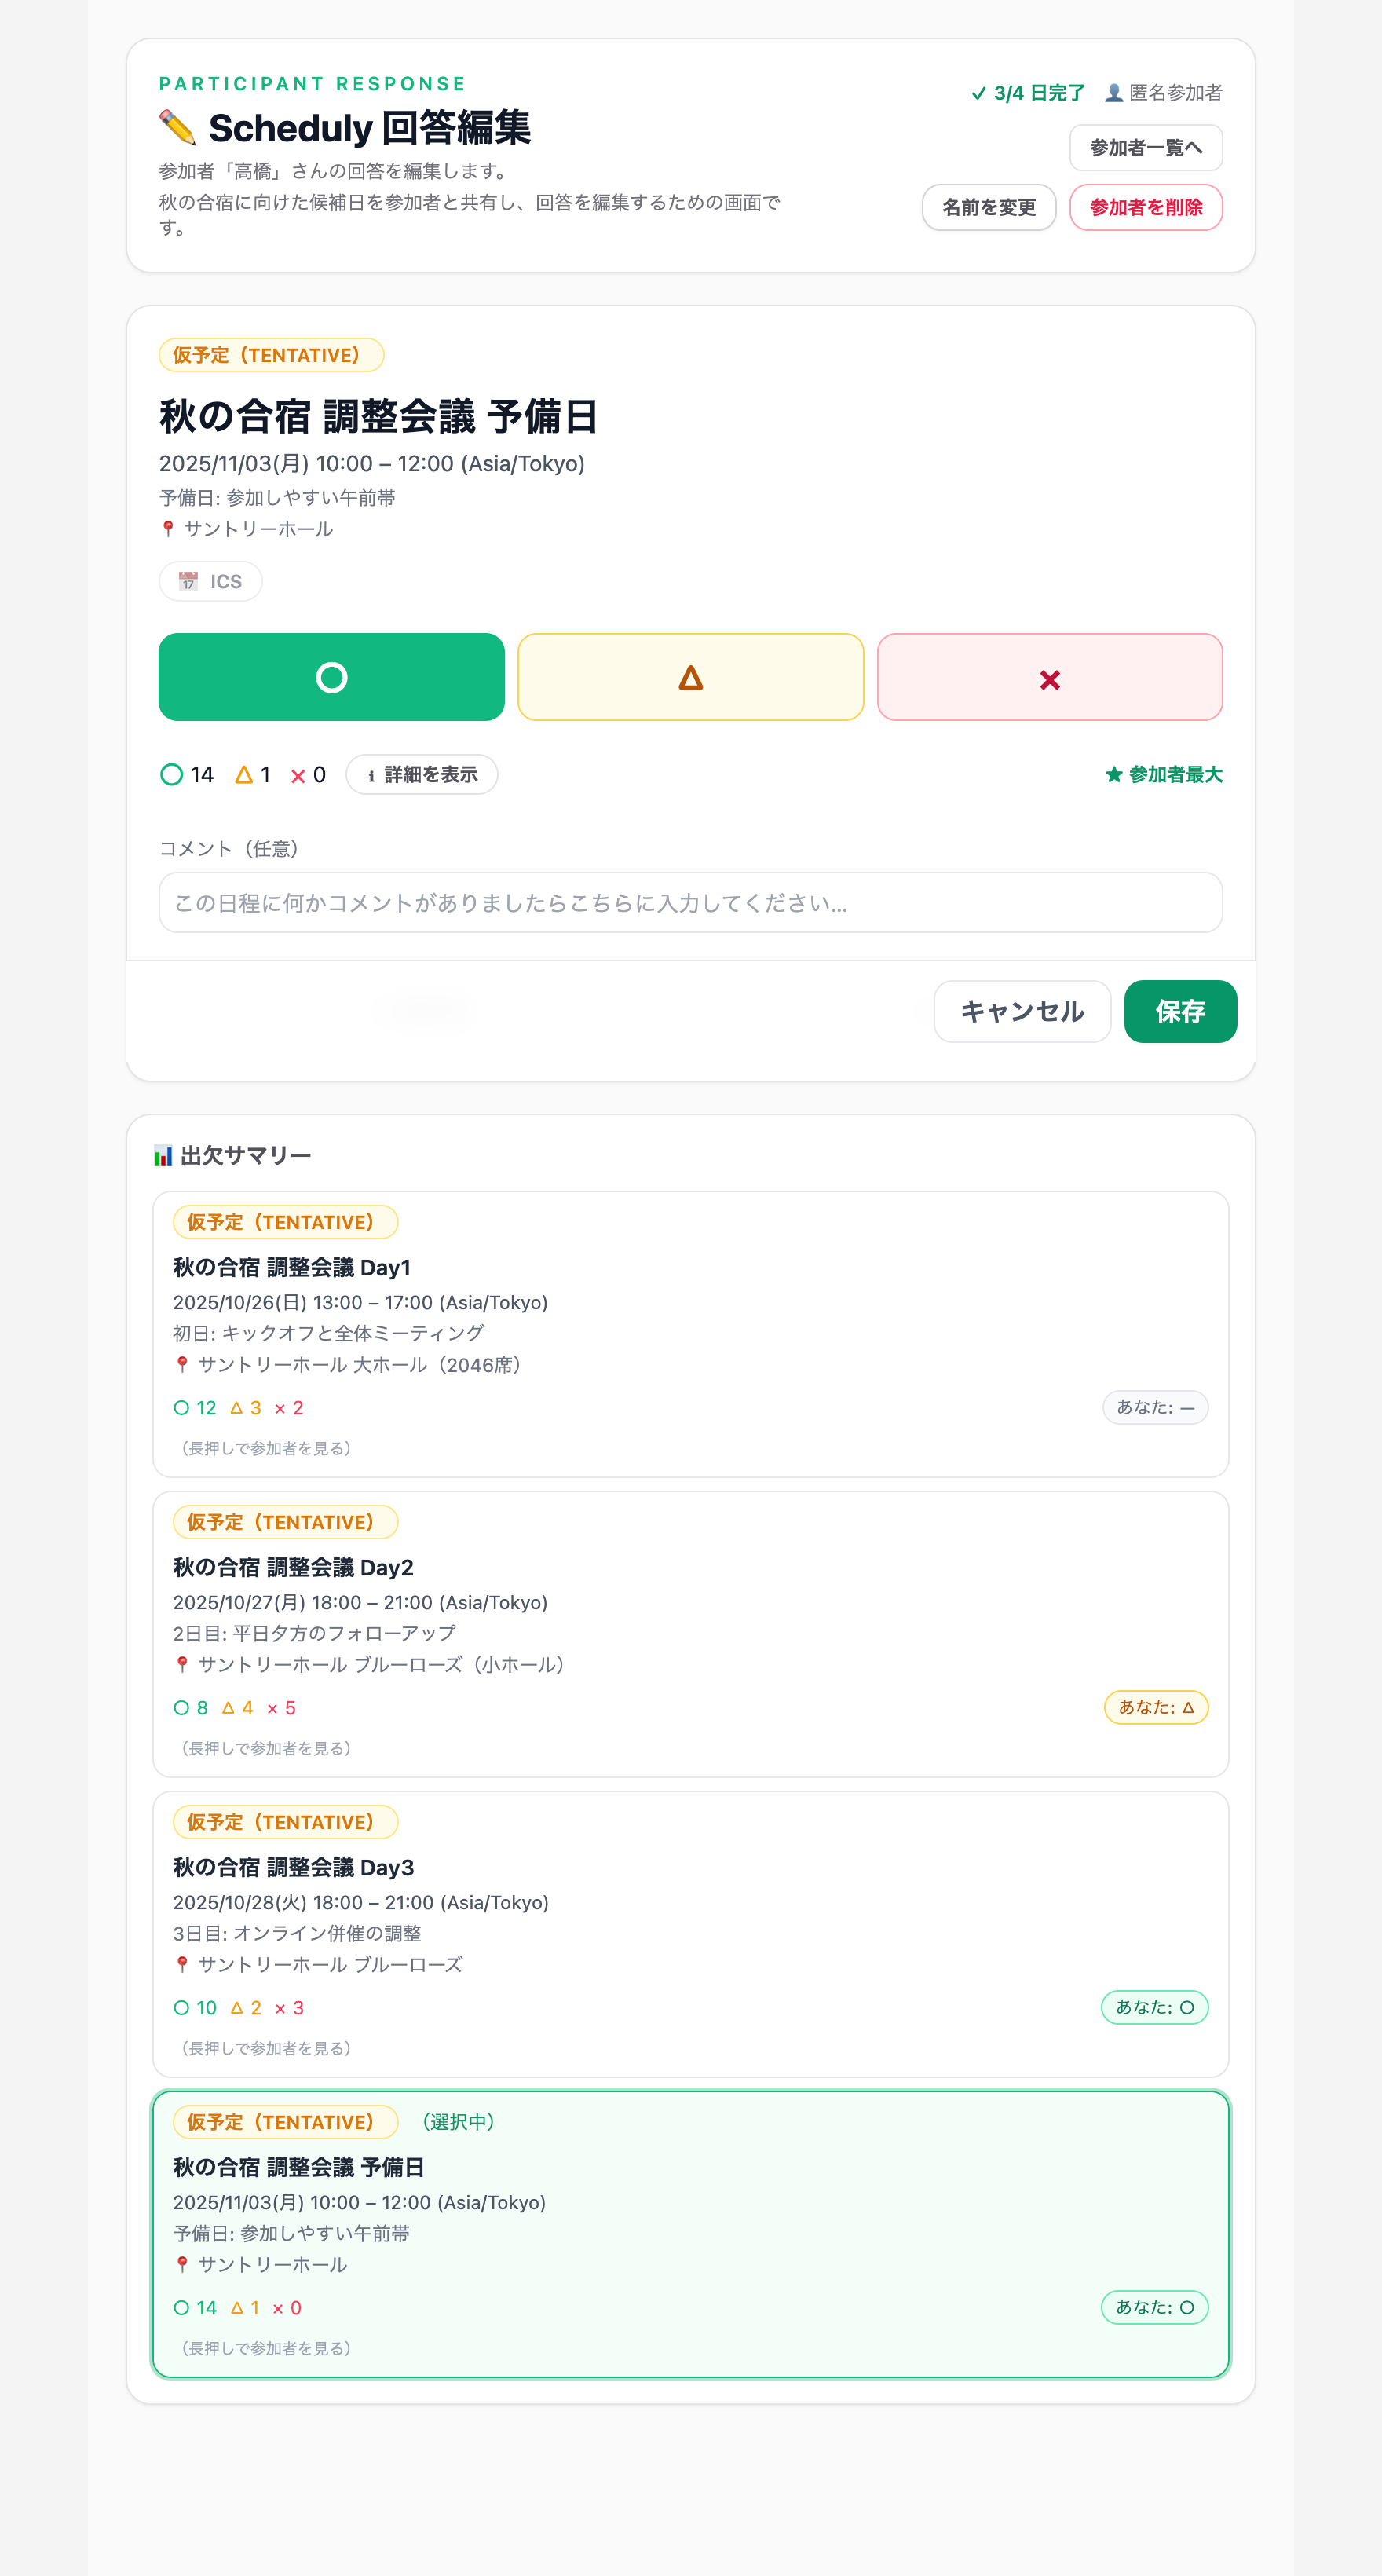 PARTICIPANT RESPONSE
✏️ Scheduly 回答編集
参加者「高橋」さんの回答を編集します。
秋の合宿に向けた候補日を参加者と共有し、回答を編集するための画面で
す。
✓ 3/4 日完了 👤 匿名参加者
参加者一覧へ
名前を変更 参加者を削除
仮予定（TENTATIVE）
秋の合宿 調整会議 予備日
2025/11/03(月) 10:00 – 12:00 (Asia/Tokyo)
予備日: 参加しやすい午前帯
📍 サントリーホール
📅 ICS
○ △ ×
○ 14 △ 1 × 0 ℹ 詳細を表示 ★ 参加者最大
コメント（任意）
この日程に何かコメントがありましたらこちらに入力してください...
キャンセル 保存
📊 出欠サマリー
仮予定（TENTATIVE）
秋の合宿 調整会議 Day1
2025/10/26(日) 13:00 – 17:00 (Asia/Tokyo)
初日: キックオフと全体ミーティング
📍 サントリーホール 大ホール（2046席）
○ 12 △ 3 × 2 あなた: —
（長押しで参加者を見る）
仮予定（TENTATIVE）
秋の合宿 調整会議 Day2
2025/10/27(月) 18:00 – 21:00 (Asia/Tokyo)
2日目: 平日夕方のフォローアップ
📍 サントリーホール ブルーローズ（小ホール）
○ 8 △ 4 × 5 あなた: △
（長押しで参加者を見る）
仮予定（TENTATIVE）
秋の合宿 調整会議 Day3
2025/10/28(火) 18:00 – 21:00 (Asia/Tokyo)
3日目: オンライン併催の調整
📍 サントリーホール ブルーローズ
○ 10 △ 2 × 3 あなた: ○
（長押しで参加者を見る）
仮予定（TENTATIVE） （選択中）
秋の合宿 調整会議 予備日
2025/11/03(月) 10:00 – 12:00 (Asia/Tokyo)
予備日: 参加しやすい午前帯
📍 サントリーホール
○ 14 △ 1 × 0 あなた: ○
（長押しで参加者を見る）